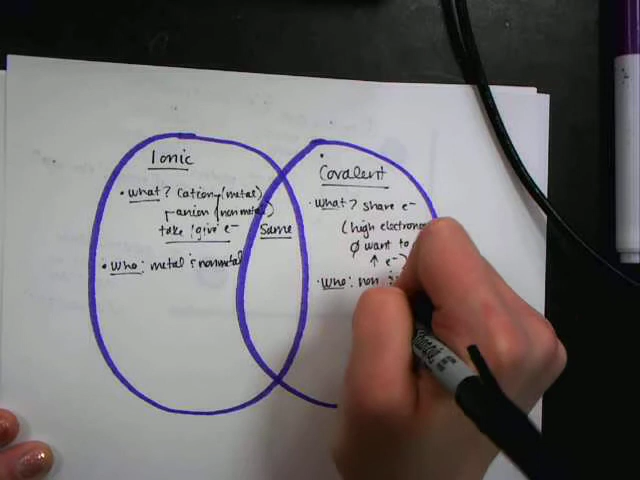 Ionic
• what? cation (metal)
anion (nonmetal)
take/give e-
• who: metal & nonmetal
Same
Covalent
• what? share e-
(high
Ø want to
↑ e-)
• who: non